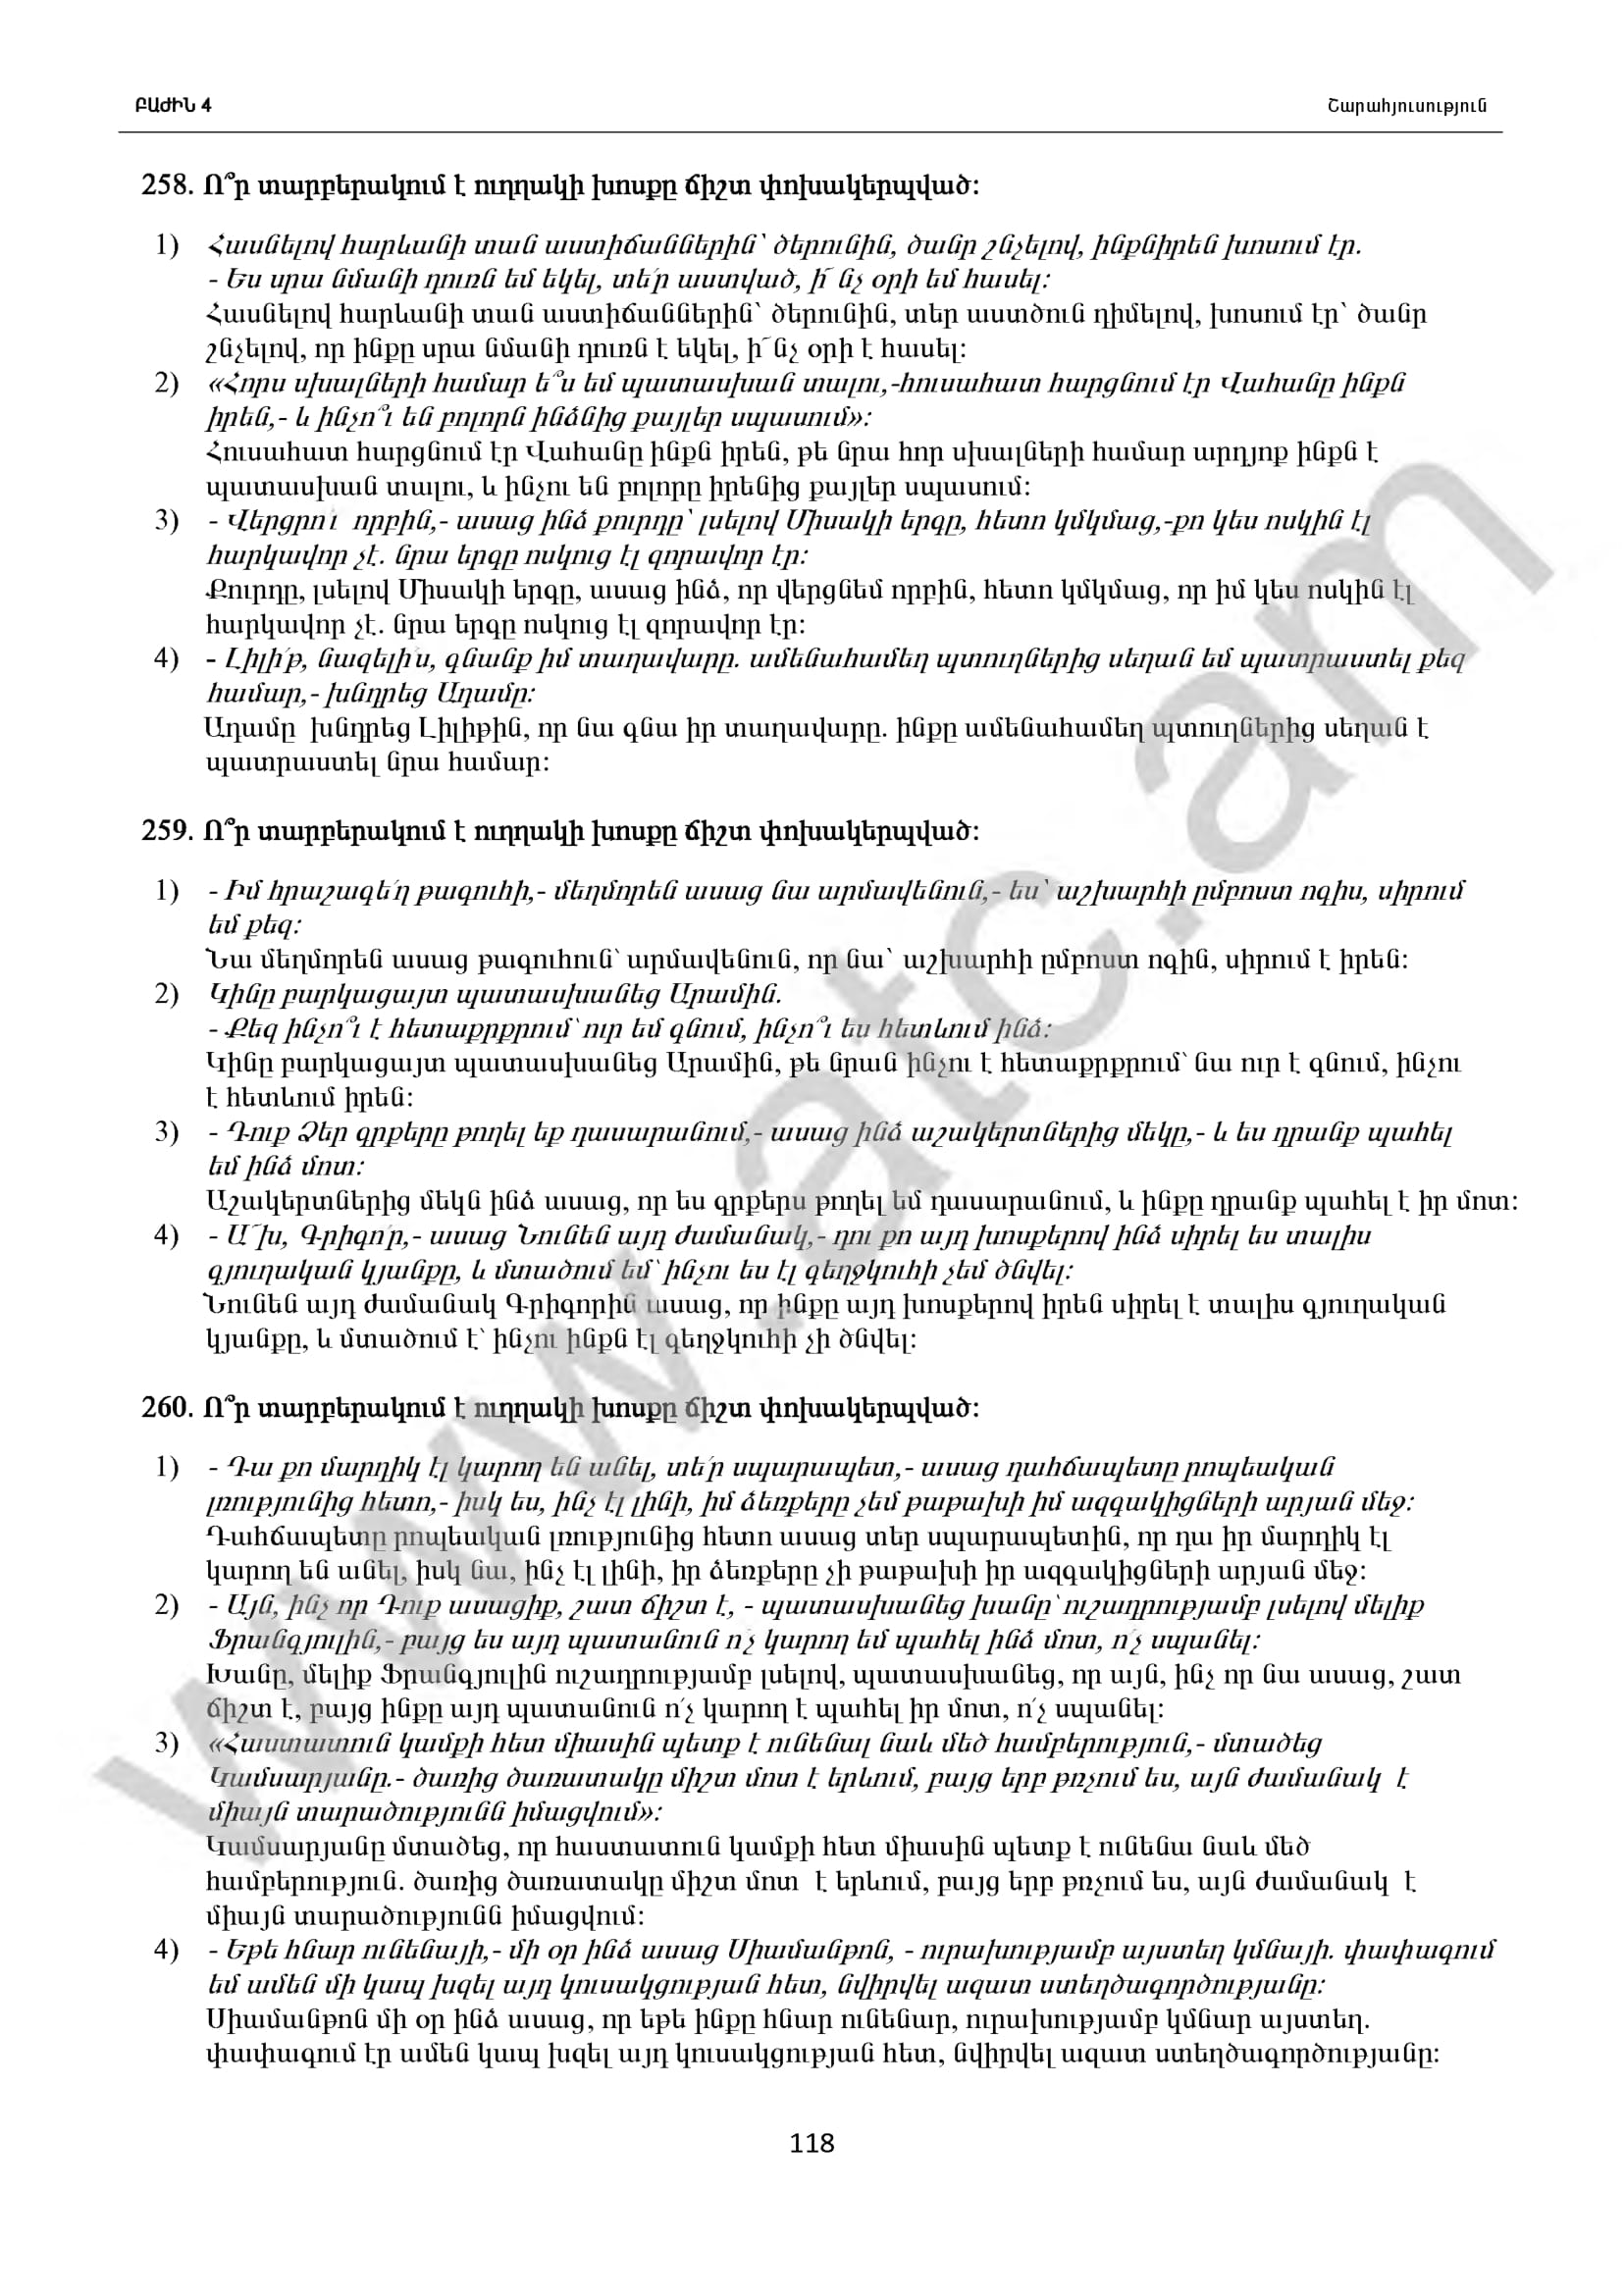 ԲԱԺԻՆ 4
Շարահյուսություն
258. Ո՞ր տարբերակում է ուղղակի խոսքը ճիշտ փոխակերպված:
1) Հասնելով հարևանի տան աստիճաններին՝ ծերունին, ծանր շնչելով, ինքնիրեն խոսում էր.
- Ես սրա նմանի դուռն եմ եկել, տե՛ր աստված, ի՜նչ օրի եմ հասել:
Հասնելով հարևանի տան աստիճաններին՝ ծերունին, տեր աստծուն դիմելով, խոսում էր՝ ծանր
շնչելով, որ ինքը սրա նմանի դուռն է եկել, ի՜նչ օրի է հասել:
2) «Հորս սխալների համար ե՞ս եմ պատասխան տալու,-հուսահատ հարցնում էր Վահանը ինքն
իրեն,- և ինչո՞ւ են բոլորն ինձնից քայլեր սպասում»:
Հուսահատ հարցնում էր Վահանը ինքն իրեն, թե նրա հոր սխալների համար արդյոք ինքն է
պատասխան տալու, և ինչու են բոլորը իրենից քայլեր սպասում:
3) - Վերցրո՛ւ որբին,- ասաց ինձ քուրդը՝ լսելով Միսակի երգը, հետո կմկմաց,-քո կես ոսկին էլ
հարկավոր չէ. նրա երգը ոսկուց էլ զորավոր էր:
Քուրդը, լսելով Միսակի երգը, ասաց ինձ, որ վերցնեմ որբին, հետո կմկմաց, որ իմ կես ոսկին էլ
հարկավոր չէ. նրա երգը ոսկուց էլ զորավոր էր:
4) - Լիլի՛թ, նազելի՛ս, գնանք իմ տաղավարը. ամենահամեղ պտուղներից սեղան եմ պատրաստել քեզ
համար,- խնդրեց Ադամը:
Ադամը խնդրեց Լիլիթին, որ նա գնա իր տաղավարը. ինքը ամենահամեղ պտուղներից սեղան է
պատրաստել նրա համար:
259. Ո՞ր տարբերակում է ուղղակի խոսքը ճիշտ փոխակերպված:
1) - Իմ հրաշագե՛ղ թագուհի,- մեղմորեն ասաց նա արմավենուն,- ես՝ աշխարհի ըմբոստ ոգիս, սիրում
եմ քեզ:
Նա մեղմորեն ասաց թագուհուն՝ արմավենուն, որ նա՝ աշխարհի ըմբոստ ոգին, սիրում է իրեն:
2) Կինը բարկացայտ պատասխանեց Արամին.
- Քեզ ինչո՞ւ է հետաքրքրում՝ ուր եմ գնում, ինչո՞ւ ես հետևում ինձ:
Կինը բարկացայտ պատասխանեց Արամին, թե նրան ինչու է հետաքրքրում՝ նա ուր է գնում, ինչու
է հետևում իրեն:
3) - Դուք Ձեր գրքերը թողել եք դասարանում,- ասաց ինձ աշակերտներից մեկը,- և ես դրանք պահել
եմ ինձ մոտ:
Աշակերտներից մեկն ինձ ասաց, որ ես գրքերս թողել եմ դասարանում, և ինքը դրանք պահել է իր մոտ:
4) - Ա՜խ, Գրիգո՛ր,- ասաց Նունեն այդ ժամանակ,- դու քո այդ խոսքերով ինձ սիրել ես տալիս
գյուղական կյանքը, և մտածում եմ՝ ինչու ես էլ գեղջկուհի չեմ ծնվել:
Նունեն այդ ժամանակ Գրիգորին ասաց, որ ինքը այդ խոսքերով իրեն սիրել է տալիս գյուղական
կյանքը, և մտածում է՝ ինչու ինքն էլ գեղջկուհի չի ծնվել:
260. Ո՞ր տարբերակում է ուղղակի խոսքը ճիշտ փոխակերպված:
1) - Դա քո մարդիկ էլ կարող են անել, տե՛ր սպարապետ,- ասաց դահճապետը րոպեական
լռությունից հետո,- իսկ ես, ինչ էլ լինի, իմ ձեռքերը չեմ թաթախի իմ ազգակիցների արյան մեջ:
Դահճապետը րոպեական լռությունից հետո ասաց տեր սպարապետին, որ դա իր մարդիկ էլ
կարող են անել, իսկ նա, ինչ էլ լինի, իր ձեռքերը չի թաթախի իր ազգակիցների արյան մեջ:
2) - Այն, ինչ որ Դուք ասացիք, շատ ճիշտ է, - պատասխանեց խանը՝ ուշադրությամբ լսելով մելիք
Ֆրանգյուլին,- բայց ես այդ պատանուն ո՛չ կարող եմ պահել ինձ մոտ, ո՛չ սպանել:
Խանը, մելիք Ֆրանգյուլին ուշադրությամբ լսելով, պատասխանեց, որ այն, ինչ որ նա ասաց, շատ
ճիշտ է, բայց ինքը այդ պատանուն ո՛չ կարող է պահել իր մոտ, ո՛չ սպանել:
3) «Հաստատուն կամքի հետ միասին պետք է ունենալ նաև մեծ համբերություն,- մտածեց
Կամսարյանը.- ծառից ծառատակը միշտ մոտ է երևում, բայց երբ թռչում ես, այն ժամանակ է
միայն տարածությունն իմացվում»:
Կամսարյանը մտածեց, որ հաստատուն կամքի հետ միասին պետք է ունենա նաև մեծ
համբերություն. ծառից ծառատակը միշտ մոտ է երևում, բայց երբ թռչում ես, այն ժամանակ է
միայն տարածությունն իմացվում:
4) - Եթե հնար ունենայի,- մի օր ինձ ասաց Սիամանթոն, - ուրախությամբ այստեղ կմնայի. փափագում
եմ ամեն մի կապ խզել այդ կուսակցության հետ, նվիրվել ազատ ստեղծագործությանը:
Սիամանթոն մի օր ինձ ասաց, որ եթե ինքը հնար ունենար, ուրախությամբ կմնար այստեղ.
փափագում էր ամեն կապ խզել այդ կուսակցության հետ, նվիրվել ազատ ստեղծագործությանը:
118
www.atc.am